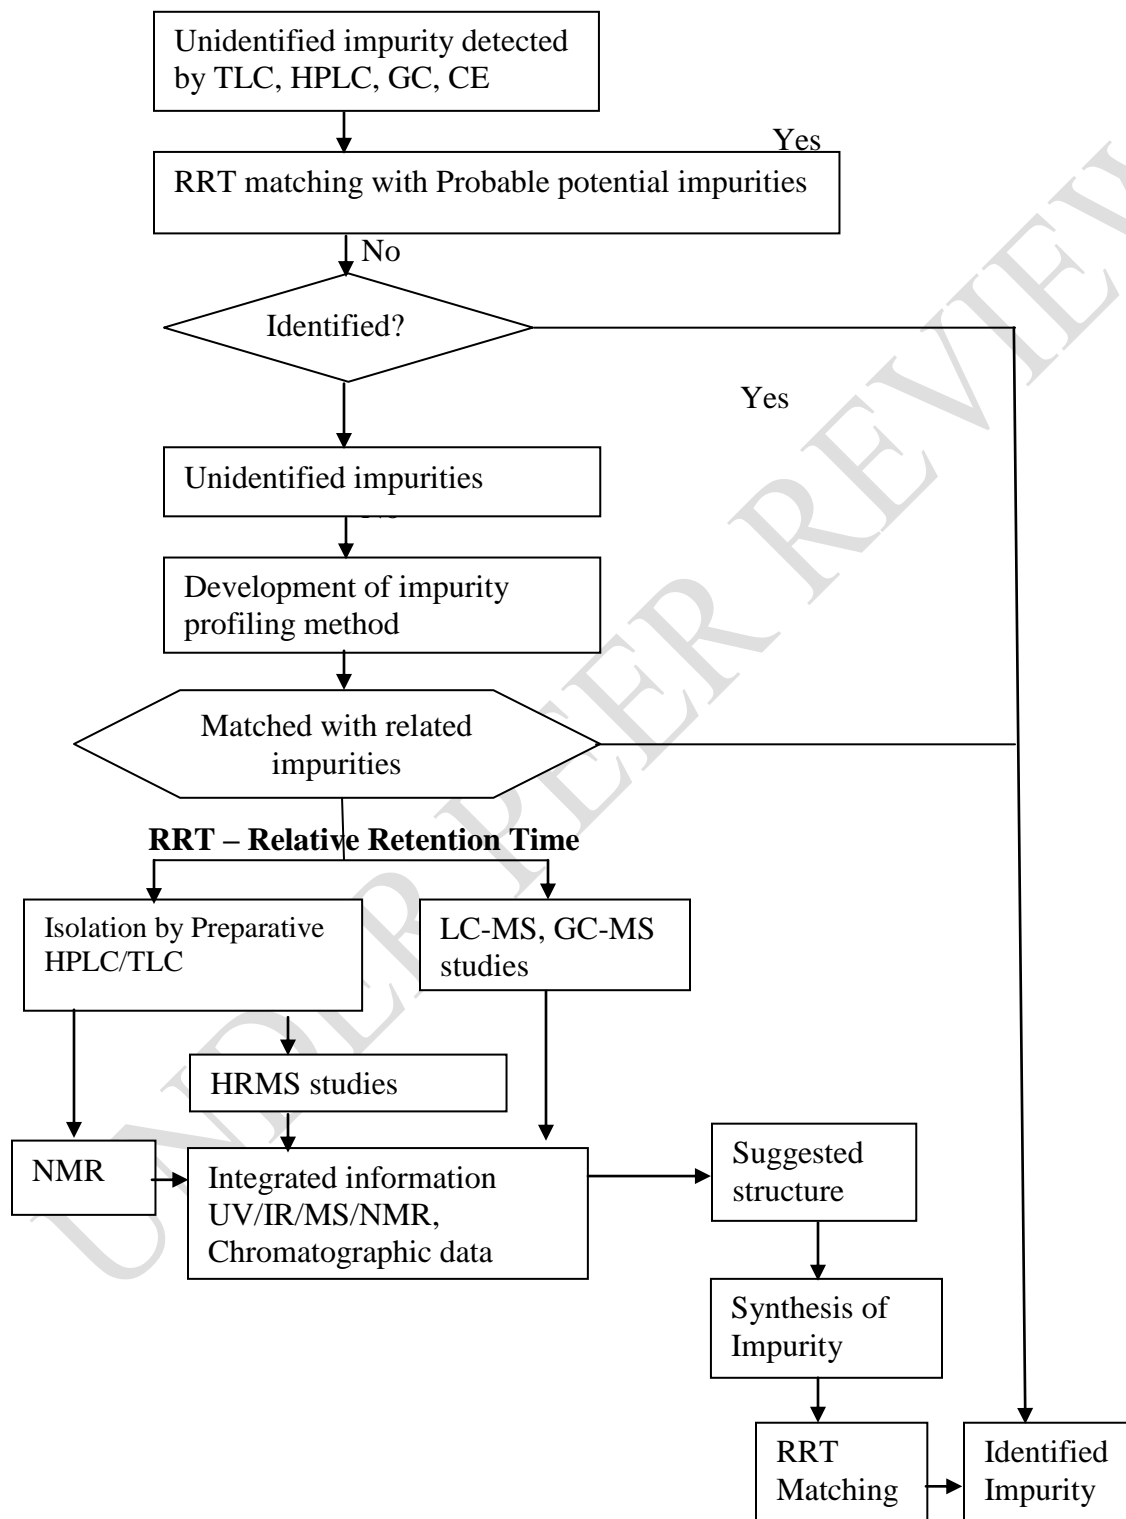 Unidentified impurity detected
by TLC, HPLC, GC, CE
Yes
RRT matching with Probable potential impurities
No
Identified?
Yes
Unidentified impurities
Development of impurity
profiling method
Matched with related
impurities
RRT – Relative Retention Time
Isolation by Preparative
HPLC/TLC
LC-MS, GC-MS
studies
HRMS studies
NMR
Integrated information
UV/IR/MS/NMR,
Chromatographic data
Suggested
structure
Synthesis of
Impurity
RRT
Matching
Identified
Impurity
UNDER PEER REVIEW